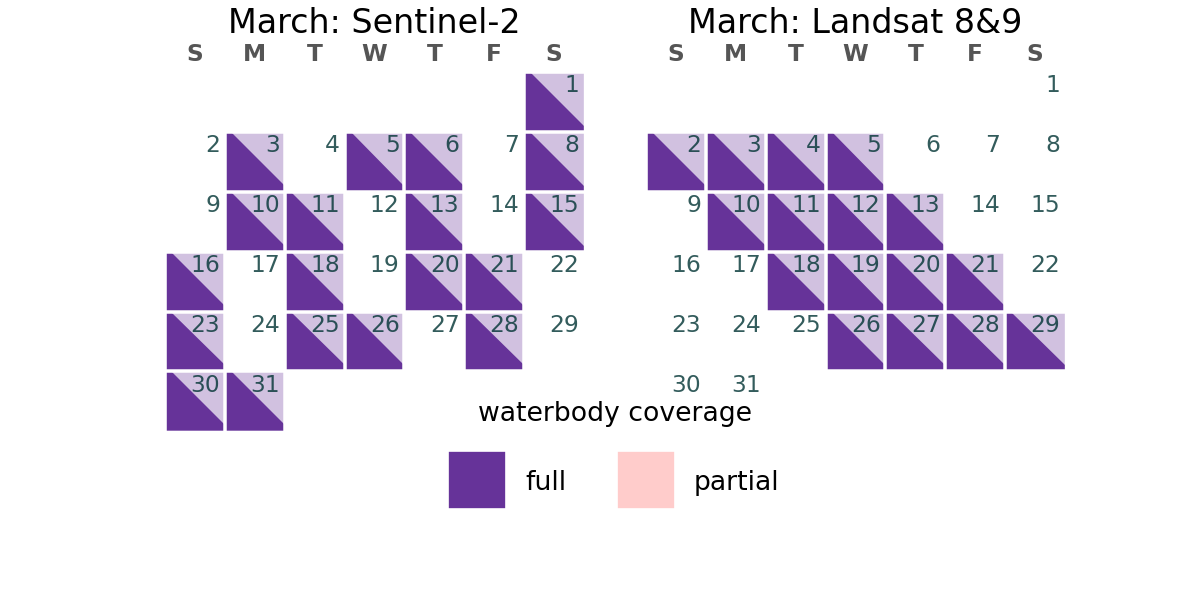 March: Sentinel-2
S M T W T F S
1
2 3 4 5 6 7 8
9 10 11 12 13 14 15
16 17 18 19 20 21 22
23 24 25 26 27 28 29
30 31
March: Landsat 8&9
S M T W T F S
1
2 3 4 5 6 7 8
9 10 11 12 13 14 15
16 17 18 19 20 21 22
23 24 25 26 27 28 29
30 31
waterbody coverage
full partial